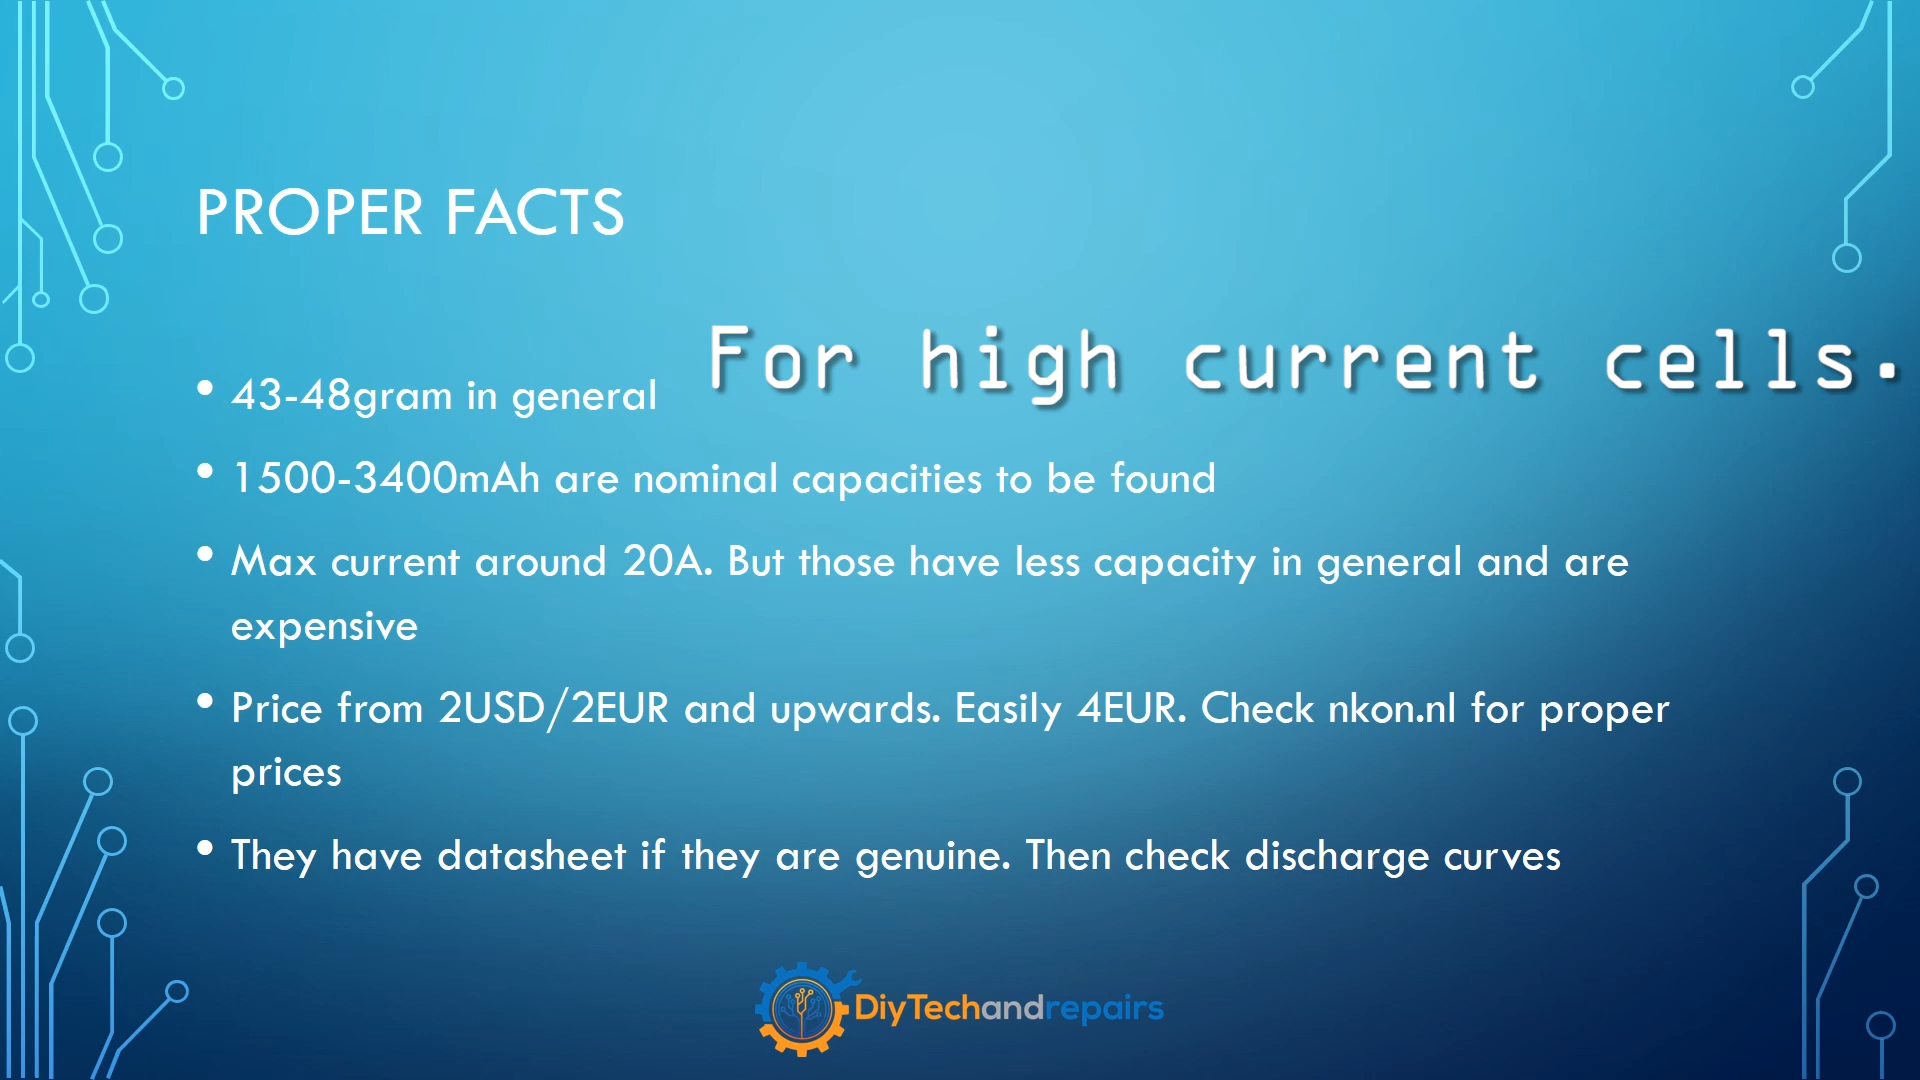 PROPER FACTS
For high current cells.
• 43-48gram in general
• 1500-3400mAh are nominal capacities to be found
• Max current around 20A. But those have less capacity in general and are
expensive
• Price from 2USD/2EUR and upwards. Easily 4EUR. Check nkon.nl for proper
prices
• They have datasheet if they are genuine. Then check discharge curves
DiyTechandrepairs